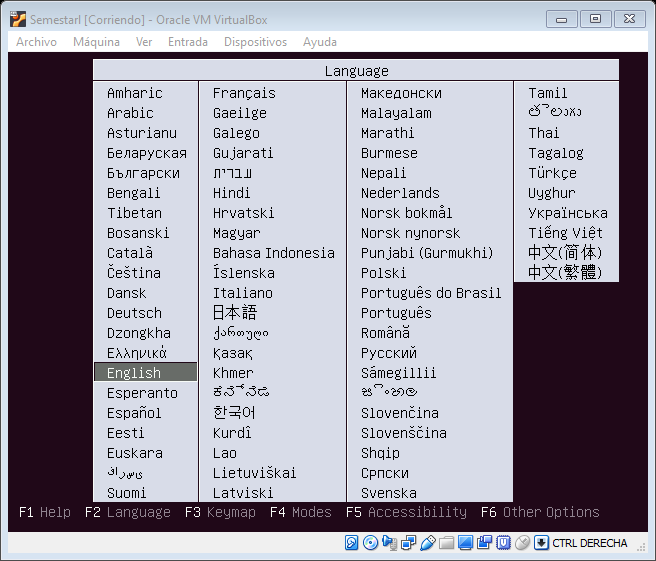 Semestarl [Corriendo] - Oracle VM VirtualBox
Archivo Máquina Ver Entrada Dispositivos Ayuda
Language
Amharic
Arabic
Asturianu
Беларуская
Български
Bengali
Tibetan
Bosanski
Català
Čeština
Dansk
Deutsch
Dzongkha
Ελληνικά
English
Esperanto
Español
Eesti
Euskara
ﻰﺳﺭﺎﻓ
Suomi
Français
Gaeilge
Galego
Gujarati
עברית
Hindi
Hrvatski
Magyar
Bahasa Indonesia
Íslenska
Italiano
日本語
ქართული
Қазақ
Khmer
ಕನ್ನಡ
한국어
Kurdî
Lao
Lietuviškai
Latviski
Македонски
Malayalam
Marathi
Burmese
Nepali
Nederlands
Norsk bokmål
Norsk nynorsk
Punjabi (Gurmukhi)
Polski
Português do Brasil
Português
Română
Русский
Sámegillii
සිංහල
Slovenčina
Slovenščina
Shqip
Српски
Svenska
Tamil
తెలుగు
Thai
Tagalog
Türkçe
Uyghur
Українська
Tiếng Việt
中文(简体)
中文(繁體)
F1 Help F2 Language F3 Keymap F4 Modes F5 Accessibility F6 Other Options
CTRL DERECHA